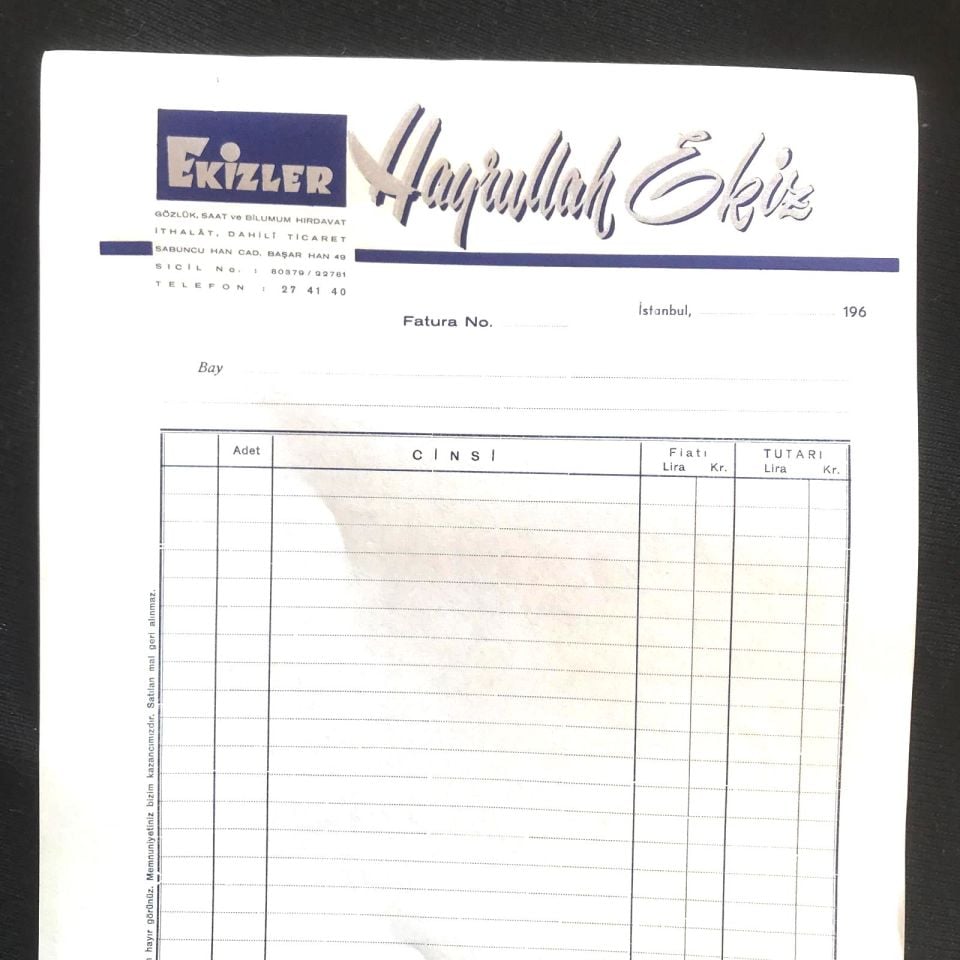 EKİZLER
Hayrullah Ekiz
GÖZLÜK, SAAT ve BİLUMUM HIRDAVAT
İTHALÂT, DAHİLİ TİCARET
SABUNCU HAN CAD. BAŞAR HAN 49
SİCİL No. : 80379/22781
TELEFON : 27 41 40
Fatura No.
İstanbul, 196
Bay
Adet CİNSİ Fiatı TUTARI
Lira Kr. Lira Kr.
hayır görünüz. Memnuniyetiniz bizim kazancımızdır. Satılan mal geri alınmaz.